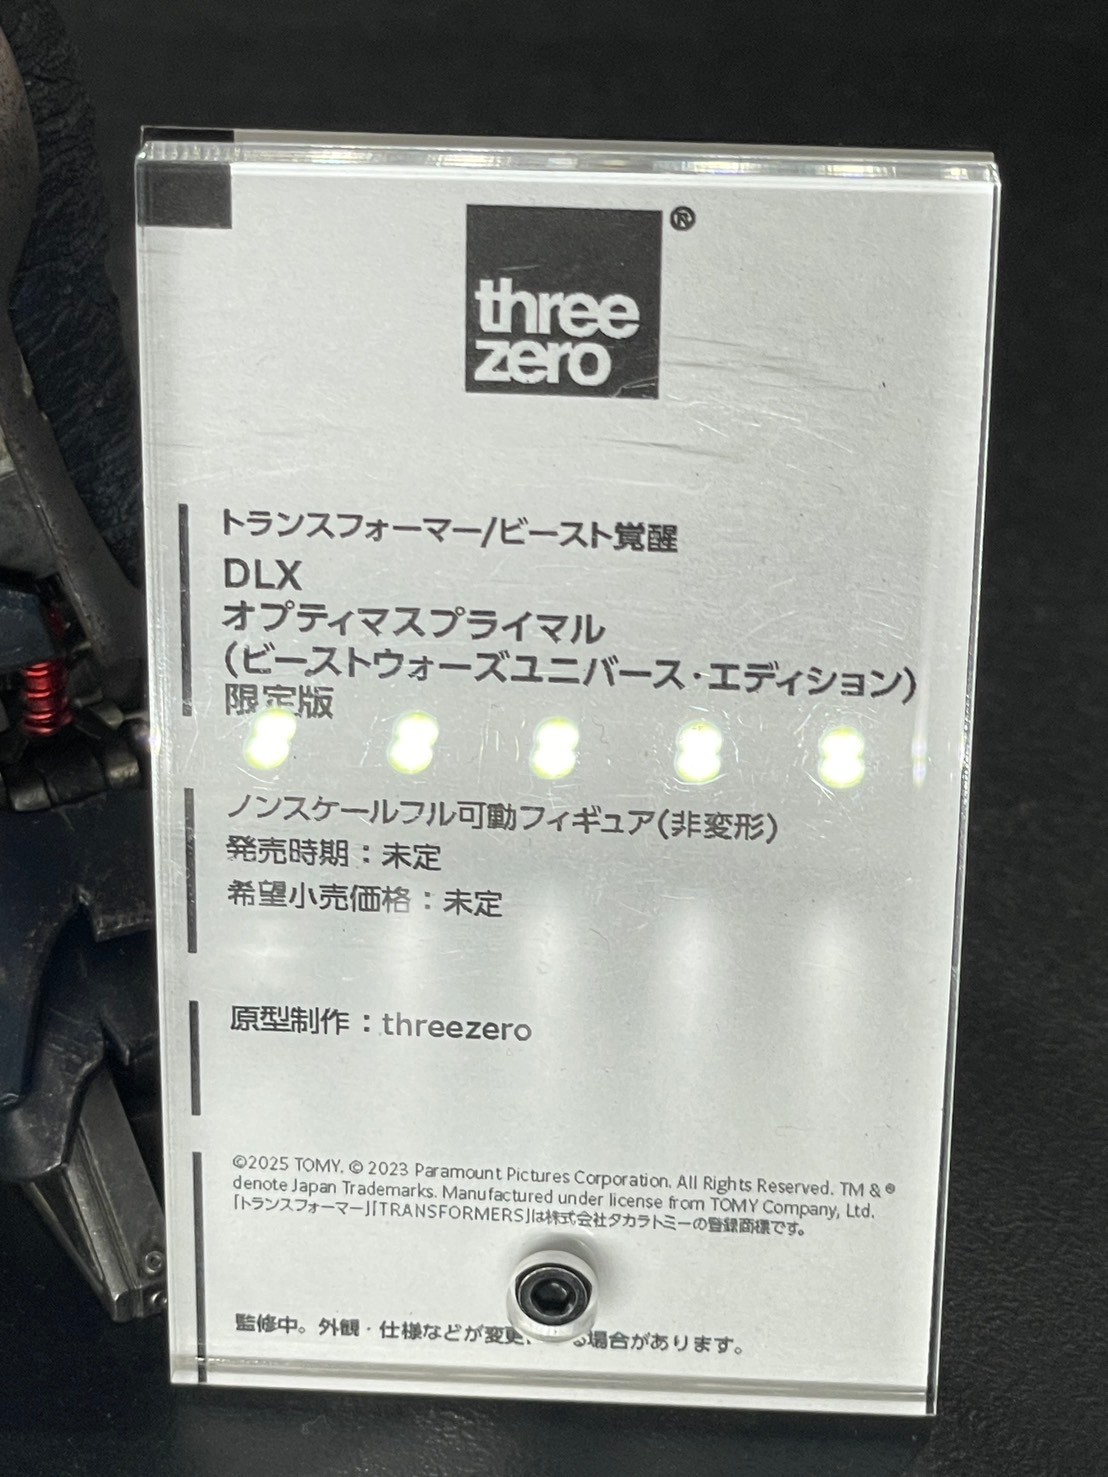 three
zero
®
トランスフォーマー/ビースト覚醒
DLX
オプティマスプライマル
(ビーストウォーズユニバース・エディション)
限定版
ノンスケールフル可動フィギュア(非変形)
発売時期：未定
希望小売価格：未定
原型制作：threezero
©2025 TOMY. © 2023 Paramount Pictures Corporation. All Rights Reserved. TM & ®
denote Japan Trademarks. Manufactured under license from TOMY Company, Ltd.
「トランスフォーマー」「TRANSFORMERS」は株式会社タカラトミーの登録商標です。
監修中。外観・仕様などが変更 る場合があります。